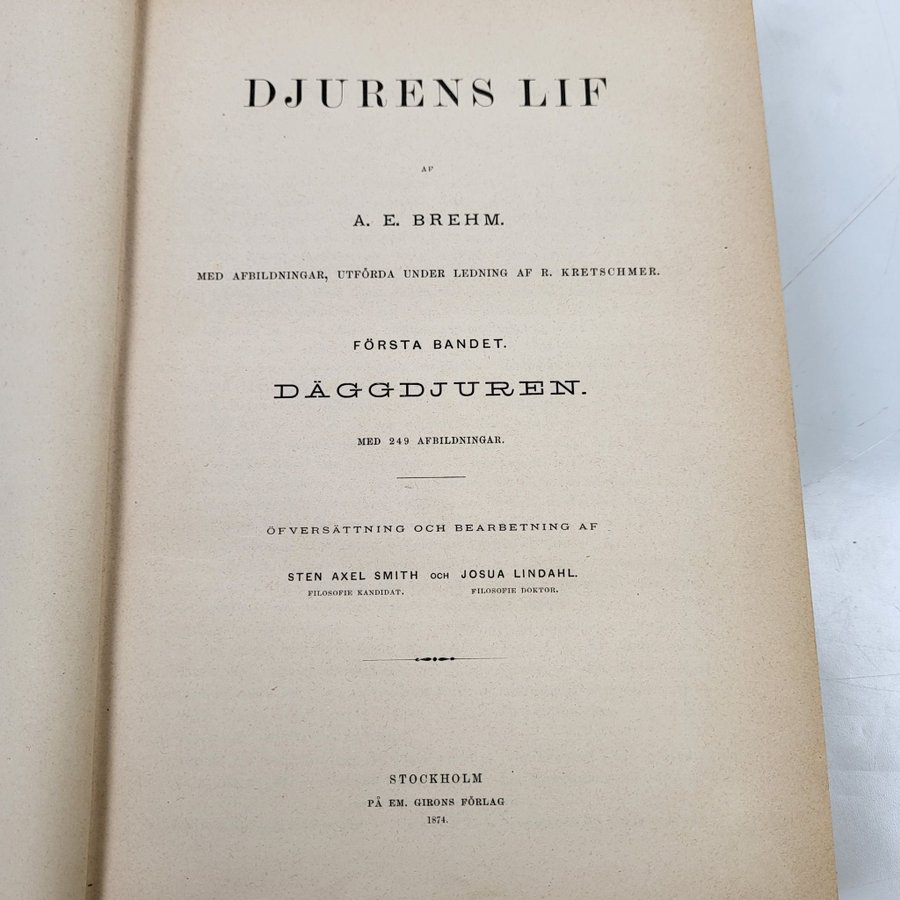 DJURENS LIF
AF
A. E. BREHM.
MED AFBILDNINGAR, UTFÖRDA UNDER LEDNING AF R. KRETSCHMER.
FÖRSTA BANDET.
DÄGGDJUREN.
MED 249 AFBILDNINGAR.
ÖFVERSÄTTNING OCH BEARBETNING AF
STEN AXEL SMITH OCH JOSUA LINDAHL.
FILOSOFIE KANDIDAT. FILOSOFIE DOKTOR.
STOCKHOLM
PÅ EM. GIRONS FÖRLAG
1874.